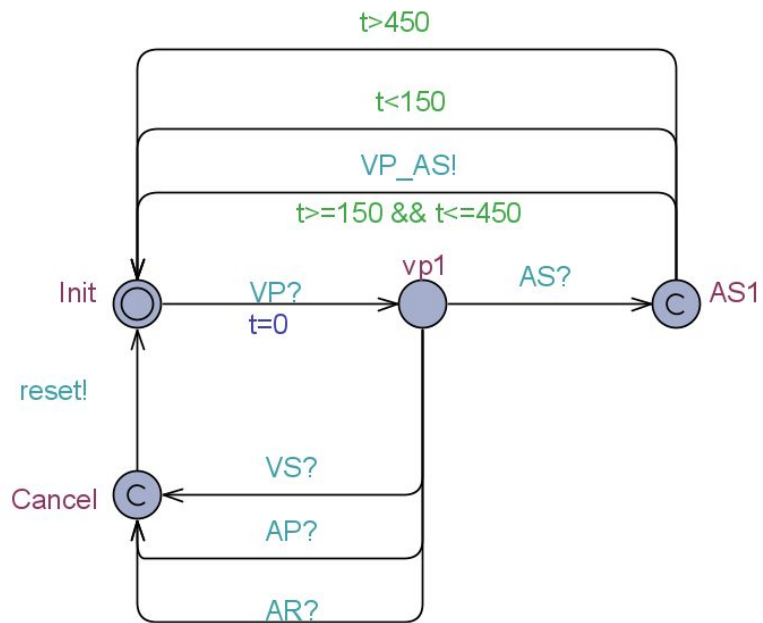 t>450
t<150
VP_AS!
t>=150 && t<=450
vp1
Init
VP?
AS?
AS1
t=0
reset!
VS?
Cancel
AP?
AR?
C
C